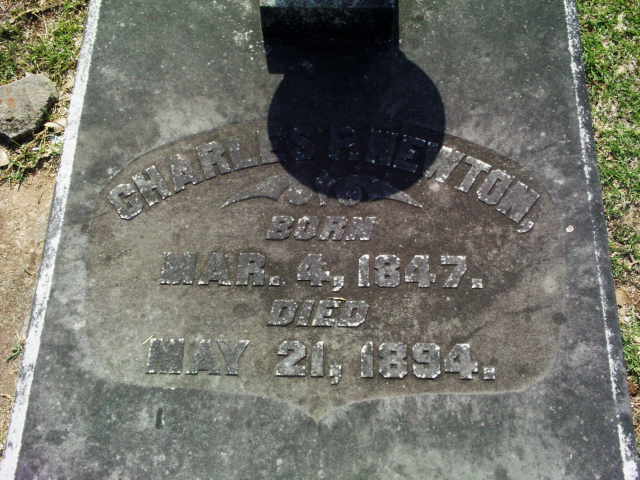 CHARLES P. NEWTON,
BORN
MAR. 4, 1847.
DIED
MAY 21, 1894.